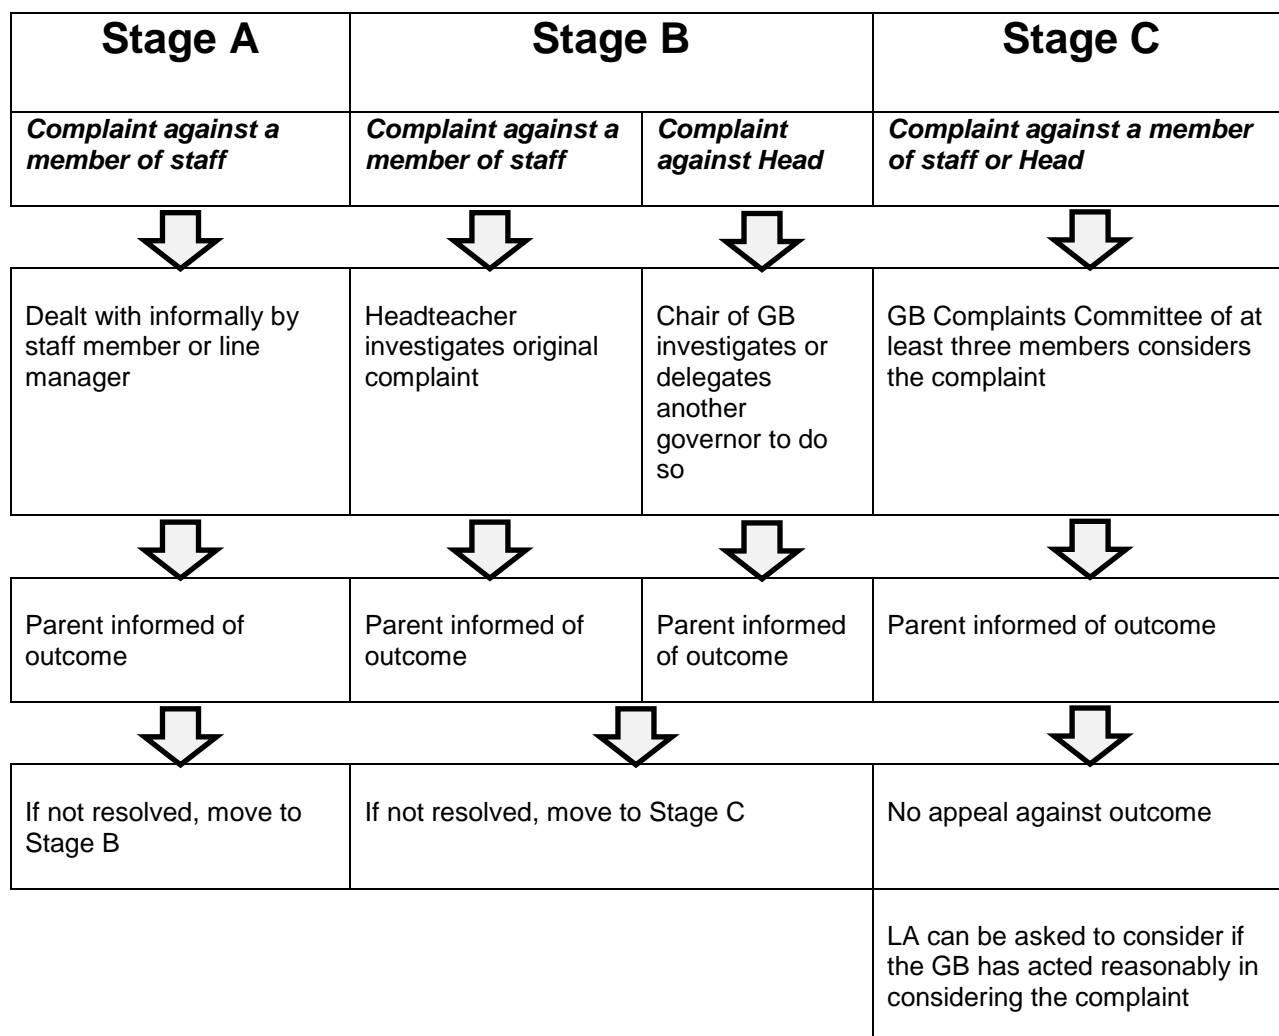 Stage A
Stage B
Stage C
Complaint against a
member of staff
Complaint against a
member of staff
Complaint
against Head
Complaint against a member
of staff or Head
Dealt with informally by
staff member or line
manager
Headteacher
investigates original
complaint
Chair of GB
investigates or
delegates
another
governor to do
so
GB Complaints Committee of at
least three members considers
the complaint
Parent informed of
outcome
Parent informed of
outcome
Parent informed
of outcome
Parent informed of outcome
If not resolved, move to
Stage B
If not resolved, move to Stage C
No appeal against outcome
LA can be asked to consider if
the GB has acted reasonably in
considering the complaint